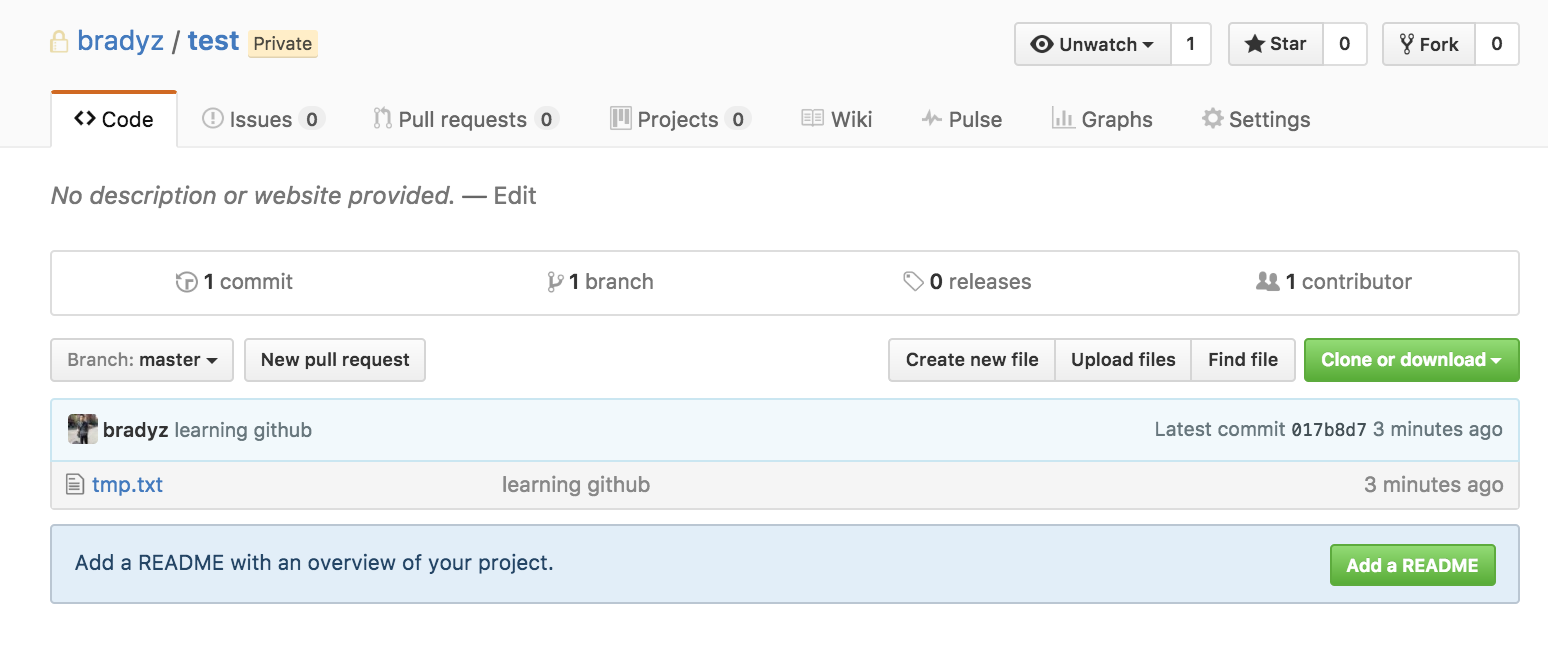 bradyz / test Private Unwatch 1 Star 0 Fork 0
Code Issues 0 Pull requests 0 Projects 0 Wiki Pulse Graphs Settings
No description or website provided. — Edit
1 commit 1 branch 0 releases 1 contributor
Branch: master New pull request Create new file Upload files Find file Clone or download
bradyz learning github Latest commit 017b8d7 3 minutes ago
tmp.txt learning github 3 minutes ago
Add a README with an overview of your project. Add a README